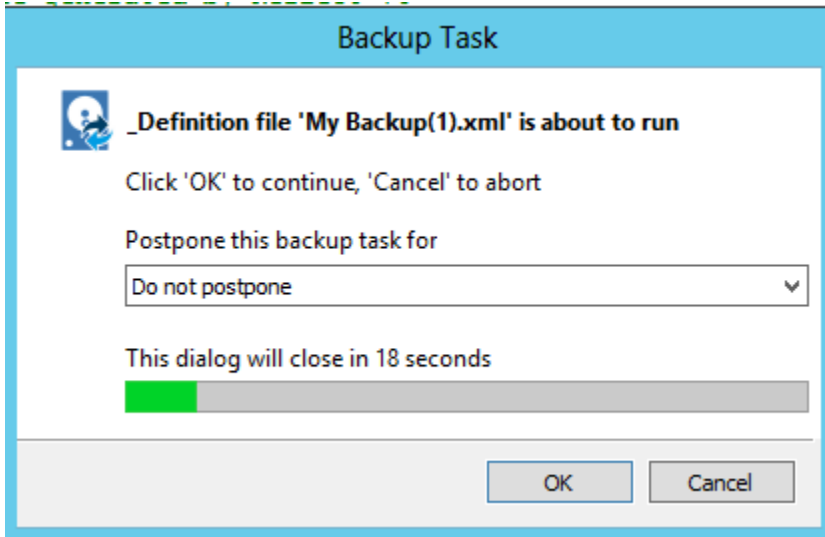 Backup Task
_Definition file 'My Backup(1).xml' is about to run
Click 'OK' to continue, 'Cancel' to abort
Postpone this backup task for
Do not postpone
This dialog will close in 18 seconds
OK
Cancel